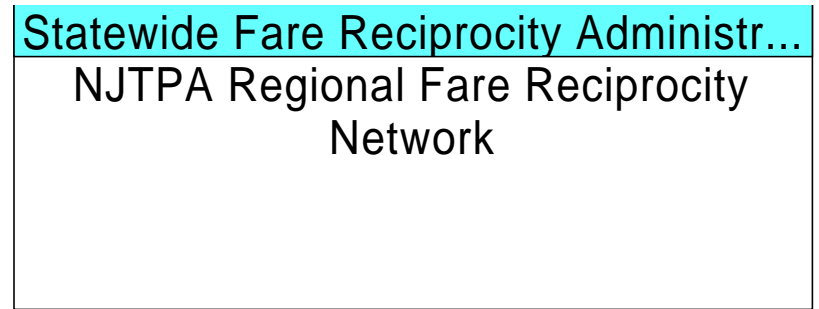 Statewide Fare Reciprocity Administr...
NJTPA Regional Fare Reciprocity
Network